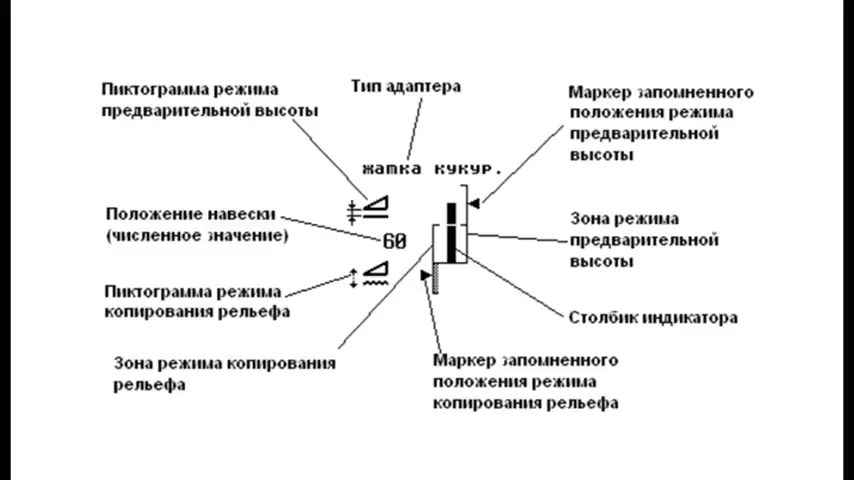 Пиктограмма режима
предварительной высоты
Тип адаптера
Маркер запомненного
положения режима
предварительной
высоты
жатка кукур.
Положение навески
(численное значение)
60
Зона режима
предварительной
высоты
Пиктограмма режима
копирования рельефа
Столбик индикатора
Зона режима копирования
рельефа
Маркер запомненного
положения режима
копирования рельефа